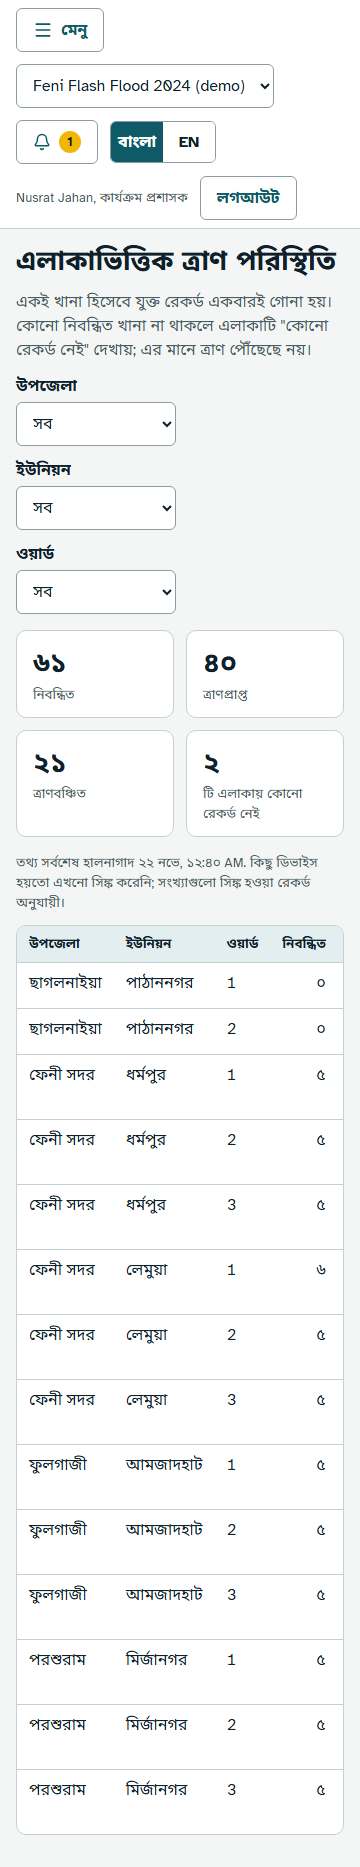 মেনু
Feni Flash Flood 2024 (demo)
1 বাংলা EN
Nusrat Jahan, কার্যক্রম প্রশাসক লগআউট
এলাকাভিত্তিক ত্রাণ পরিস্থিতি
একই খানা হিসেবে যুক্ত রেকর্ড একবারই গোনা হয়।
কোনো নিবন্ধিত খানা না থাকলে এলাকাটি "কোনো
রেকর্ড নেই" দেখায়; এর মানে ত্রাণ পৌঁছেছে নয়।
উপজেলা
সব
ইউনিয়ন
সব
ওয়ার্ড
সব
৬১ ৪০
নিবন্ধিত ত্রাণপ্রাপ্ত
২১ ২
ত্রাণবঞ্চিত টি এলাকায় কোনো
রেকর্ড নেই
তথ্য সর্বশেষ হালনাগাদ ২২ নভে, ১২:৪০ AM. কিছু ডিভাইস
হয়তো এখনো সিঙ্ক করেনি; সংখ্যাগুলো সিঙ্ক হওয়া রেকর্ড
অনুযায়ী।
উপজেলা ইউনিয়ন ওয়ার্ড নিবন্ধিত
ছাগলনাইয়া পাঠাননগর 1 ০
ছাগলনাইয়া পাঠাননগর 2 ০
ফেনী সদর ধর্মপুর 1 ৫
ফেনী সদর ধর্মপুর 2 ৫
ফেনী সদর ধর্মপুর 3 ৫
ফেনী সদর লেমুয়া 1 ৬
ফেনী সদর লেমুয়া 2 ৫
ফেনী সদর লেমুয়া 3 ৫
ফুলগাজী আমজাদহাট 1 ৫
ফুলগাজী আমজাদহাট 2 ৫
ফুলগাজী আমজাদহাট 3 ৫
পরশুরাম মির্জানগর 1 ৫
পরশুরাম মির্জানগর 2 ৫
পরশুরাম মির্জানগর 3 ৫